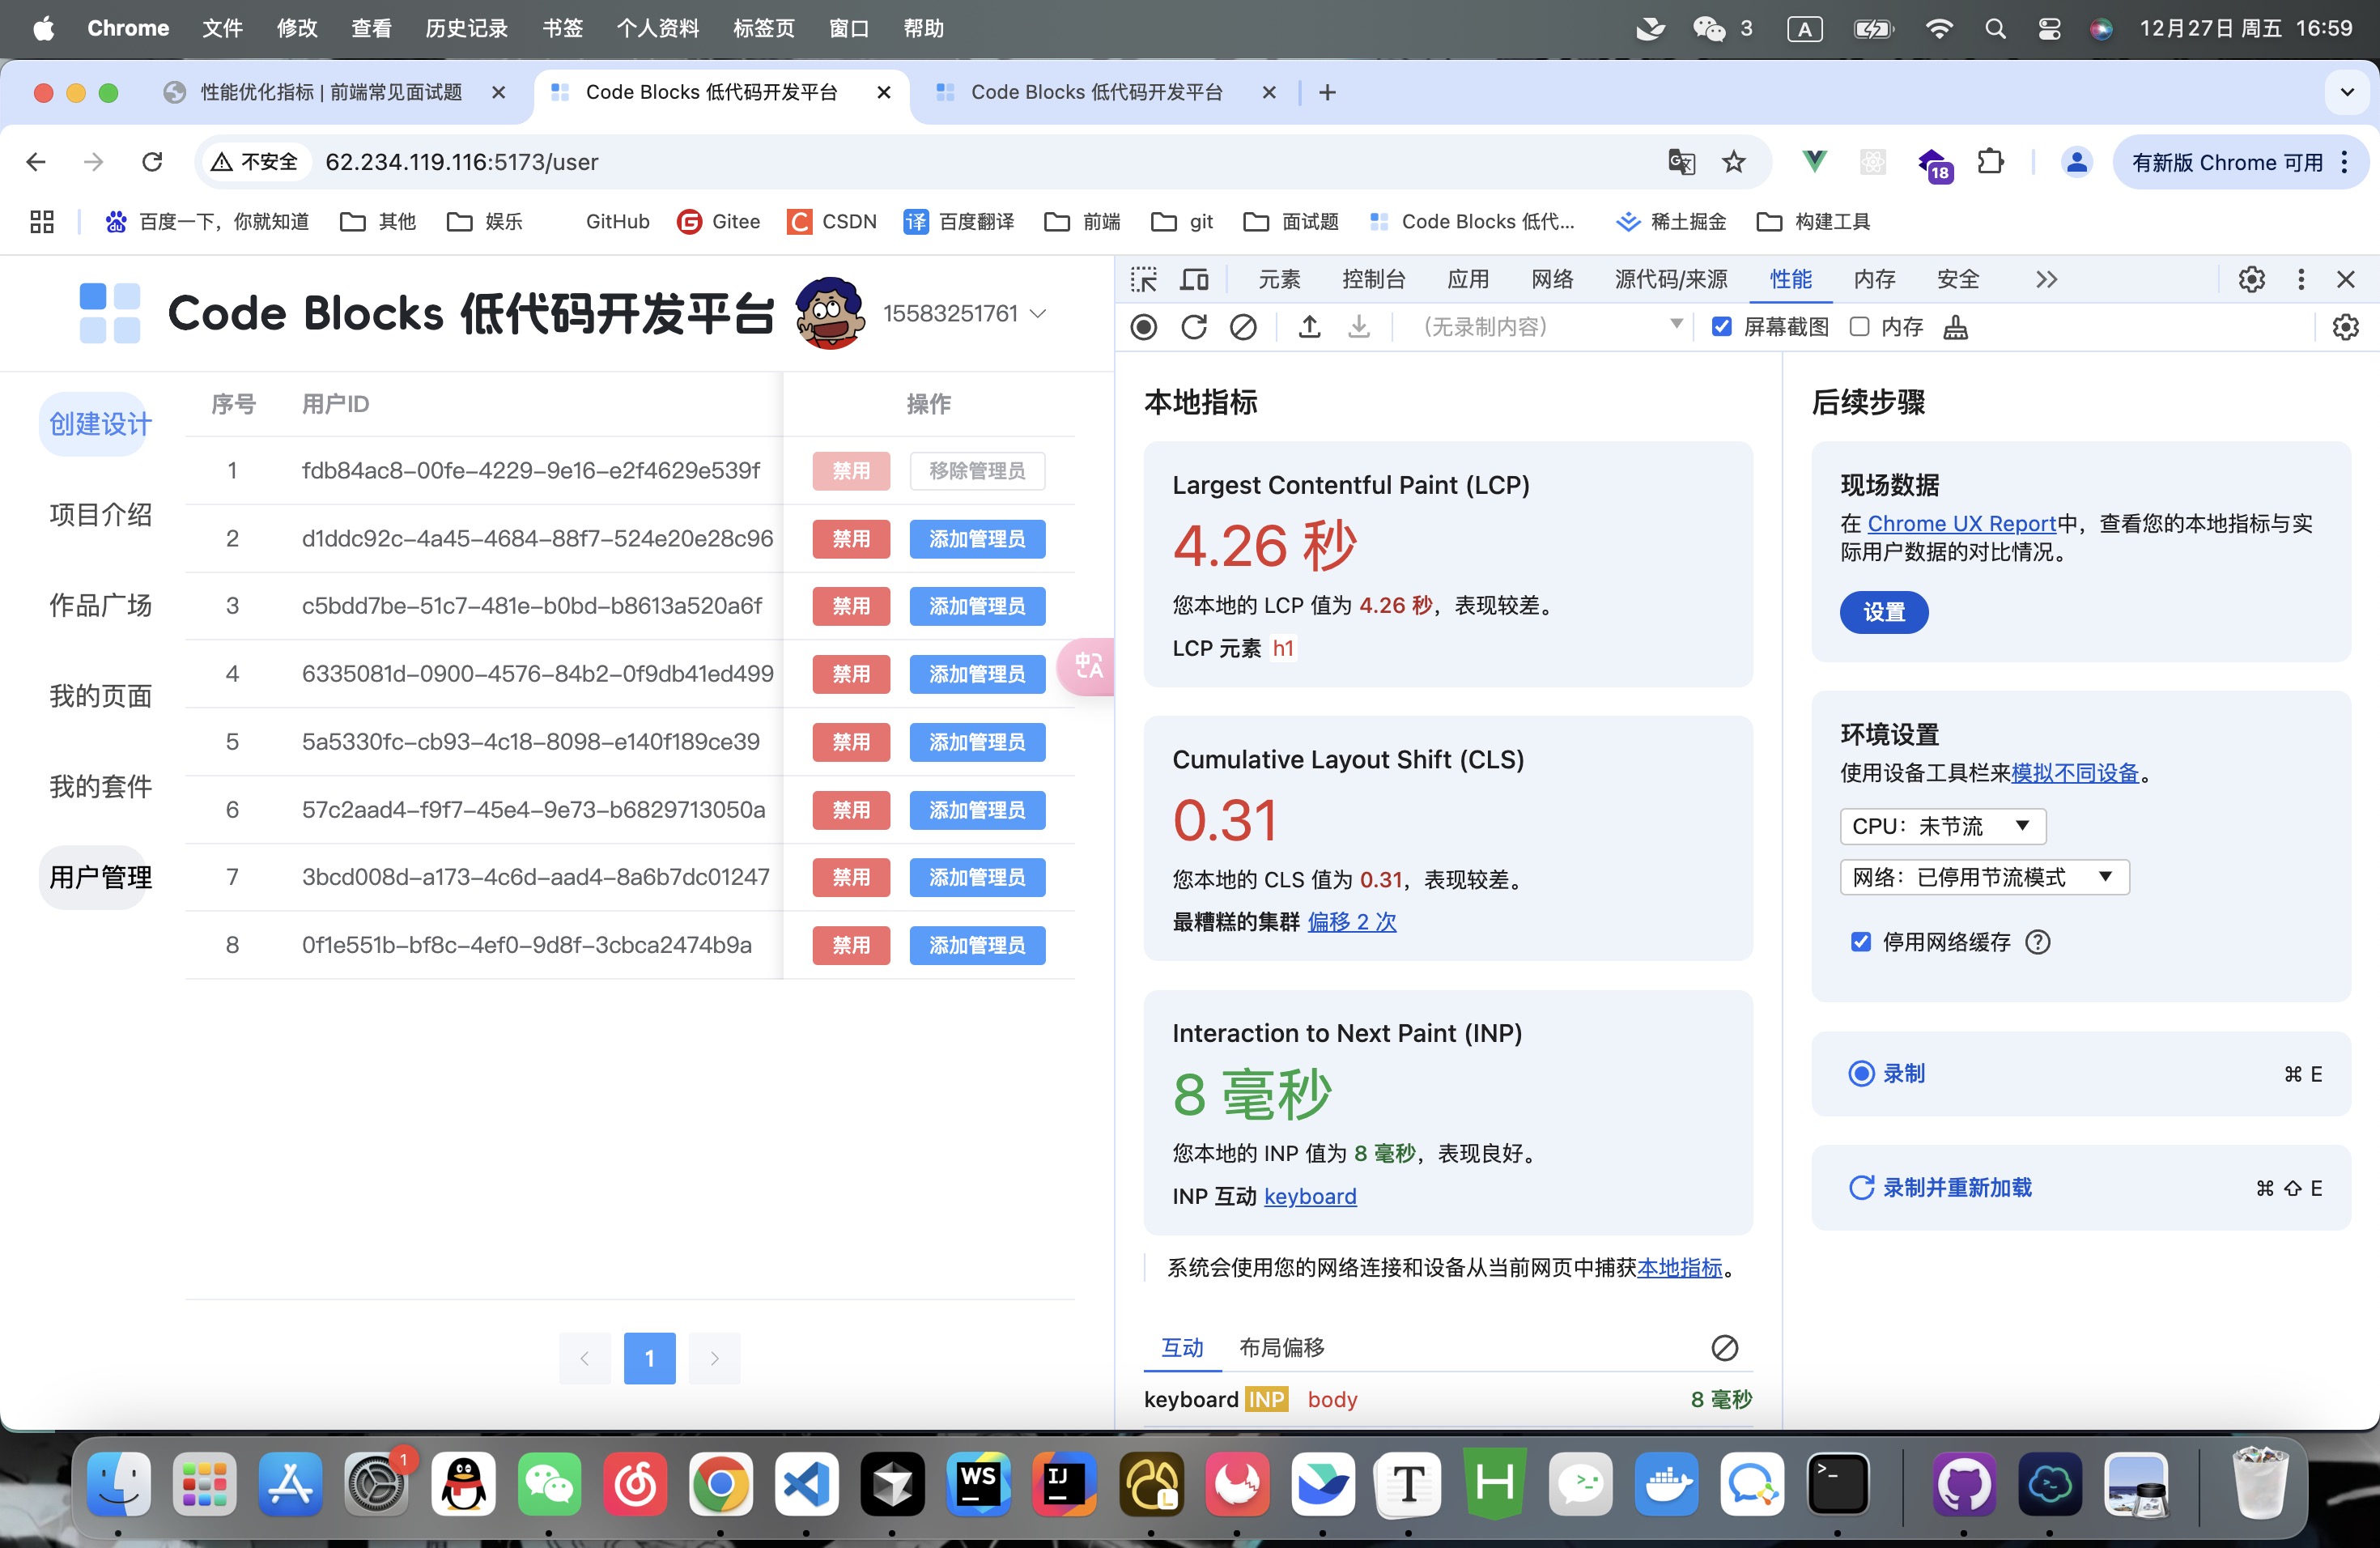 Chrome 文件 修改 查看 历史记录 书签 个人资料 标签页 窗口 帮助 3 A 12月27日 周五 16:59
性能优化指标 | 前端常见面试题 Code Blocks 低代码开发平台 Code Blocks 低代码开发平台
不安全 62.234.119.116:5173/user 18 有新版 Chrome 可用
百度一下，你就知道 其他 娱乐 GitHub Gitee CSDN 百度翻译 前端 git 面试题 Code Blocks 低代... 稀土掘金 构建工具
Code Blocks 低代码开发平台 15583251761
创建设计
项目介绍
作品广场
我的页面
我的套件
用户管理
序号 用户ID 操作
1 fdb84ac8-00fe-4229-9e16-e2f4629e539f 禁用 移除管理员
2 d1ddc92c-4a45-4684-88f7-524e20e28c96 禁用 添加管理员
3 c5bdd7be-51c7-481e-b0bd-b8613a520a6f 禁用 添加管理员
4 6335081d-0900-4576-84b2-0f9db41ed499 禁用 添加管理员
5 5a5330fc-cb93-4c18-8098-e140f189ce39 禁用 添加管理员
6 57c2aad4-f9f7-45e4-9e73-b6829713050a 禁用 添加管理员
7 3bcd008d-a173-4c6d-aad4-8a6b7dc01247 禁用 添加管理员
8 0f1e551b-bf8c-4ef0-9d8f-3cbca2474b9a 禁用 添加管理员
中A
1
元素 控制台 应用 网络 源代码/来源 性能 内存 安全
(无录制内容) 屏幕截图 内存
本地指标
Largest Contentful Paint (LCP)
4.26 秒
您本地的 LCP 值为 4.26 秒，表现较差。
LCP 元素 h1
Cumulative Layout Shift (CLS)
0.31
您本地的 CLS 值为 0.31，表现较差。
最糟糕的集群 偏移 2 次
Interaction to Next Paint (INP)
8 毫秒
您本地的 INP 值为 8 毫秒，表现良好。
INP 互动 keyboard
系统会使用您的网络连接和设备从当前网页中捕获本地指标。
互动 布局偏移
keyboard INP body 8 毫秒
后续步骤
现场数据
在 Chrome UX Report中，查看您的本地指标与实
际用户数据的对比情况。
设置
环境设置
使用设备工具栏来模拟不同设备。
CPU：未节流
网络：已停用节流模式
停用网络缓存
录制 ⌘ E
录制并重新加载 ⌘ ⇧ E
1 WS IJ L T H